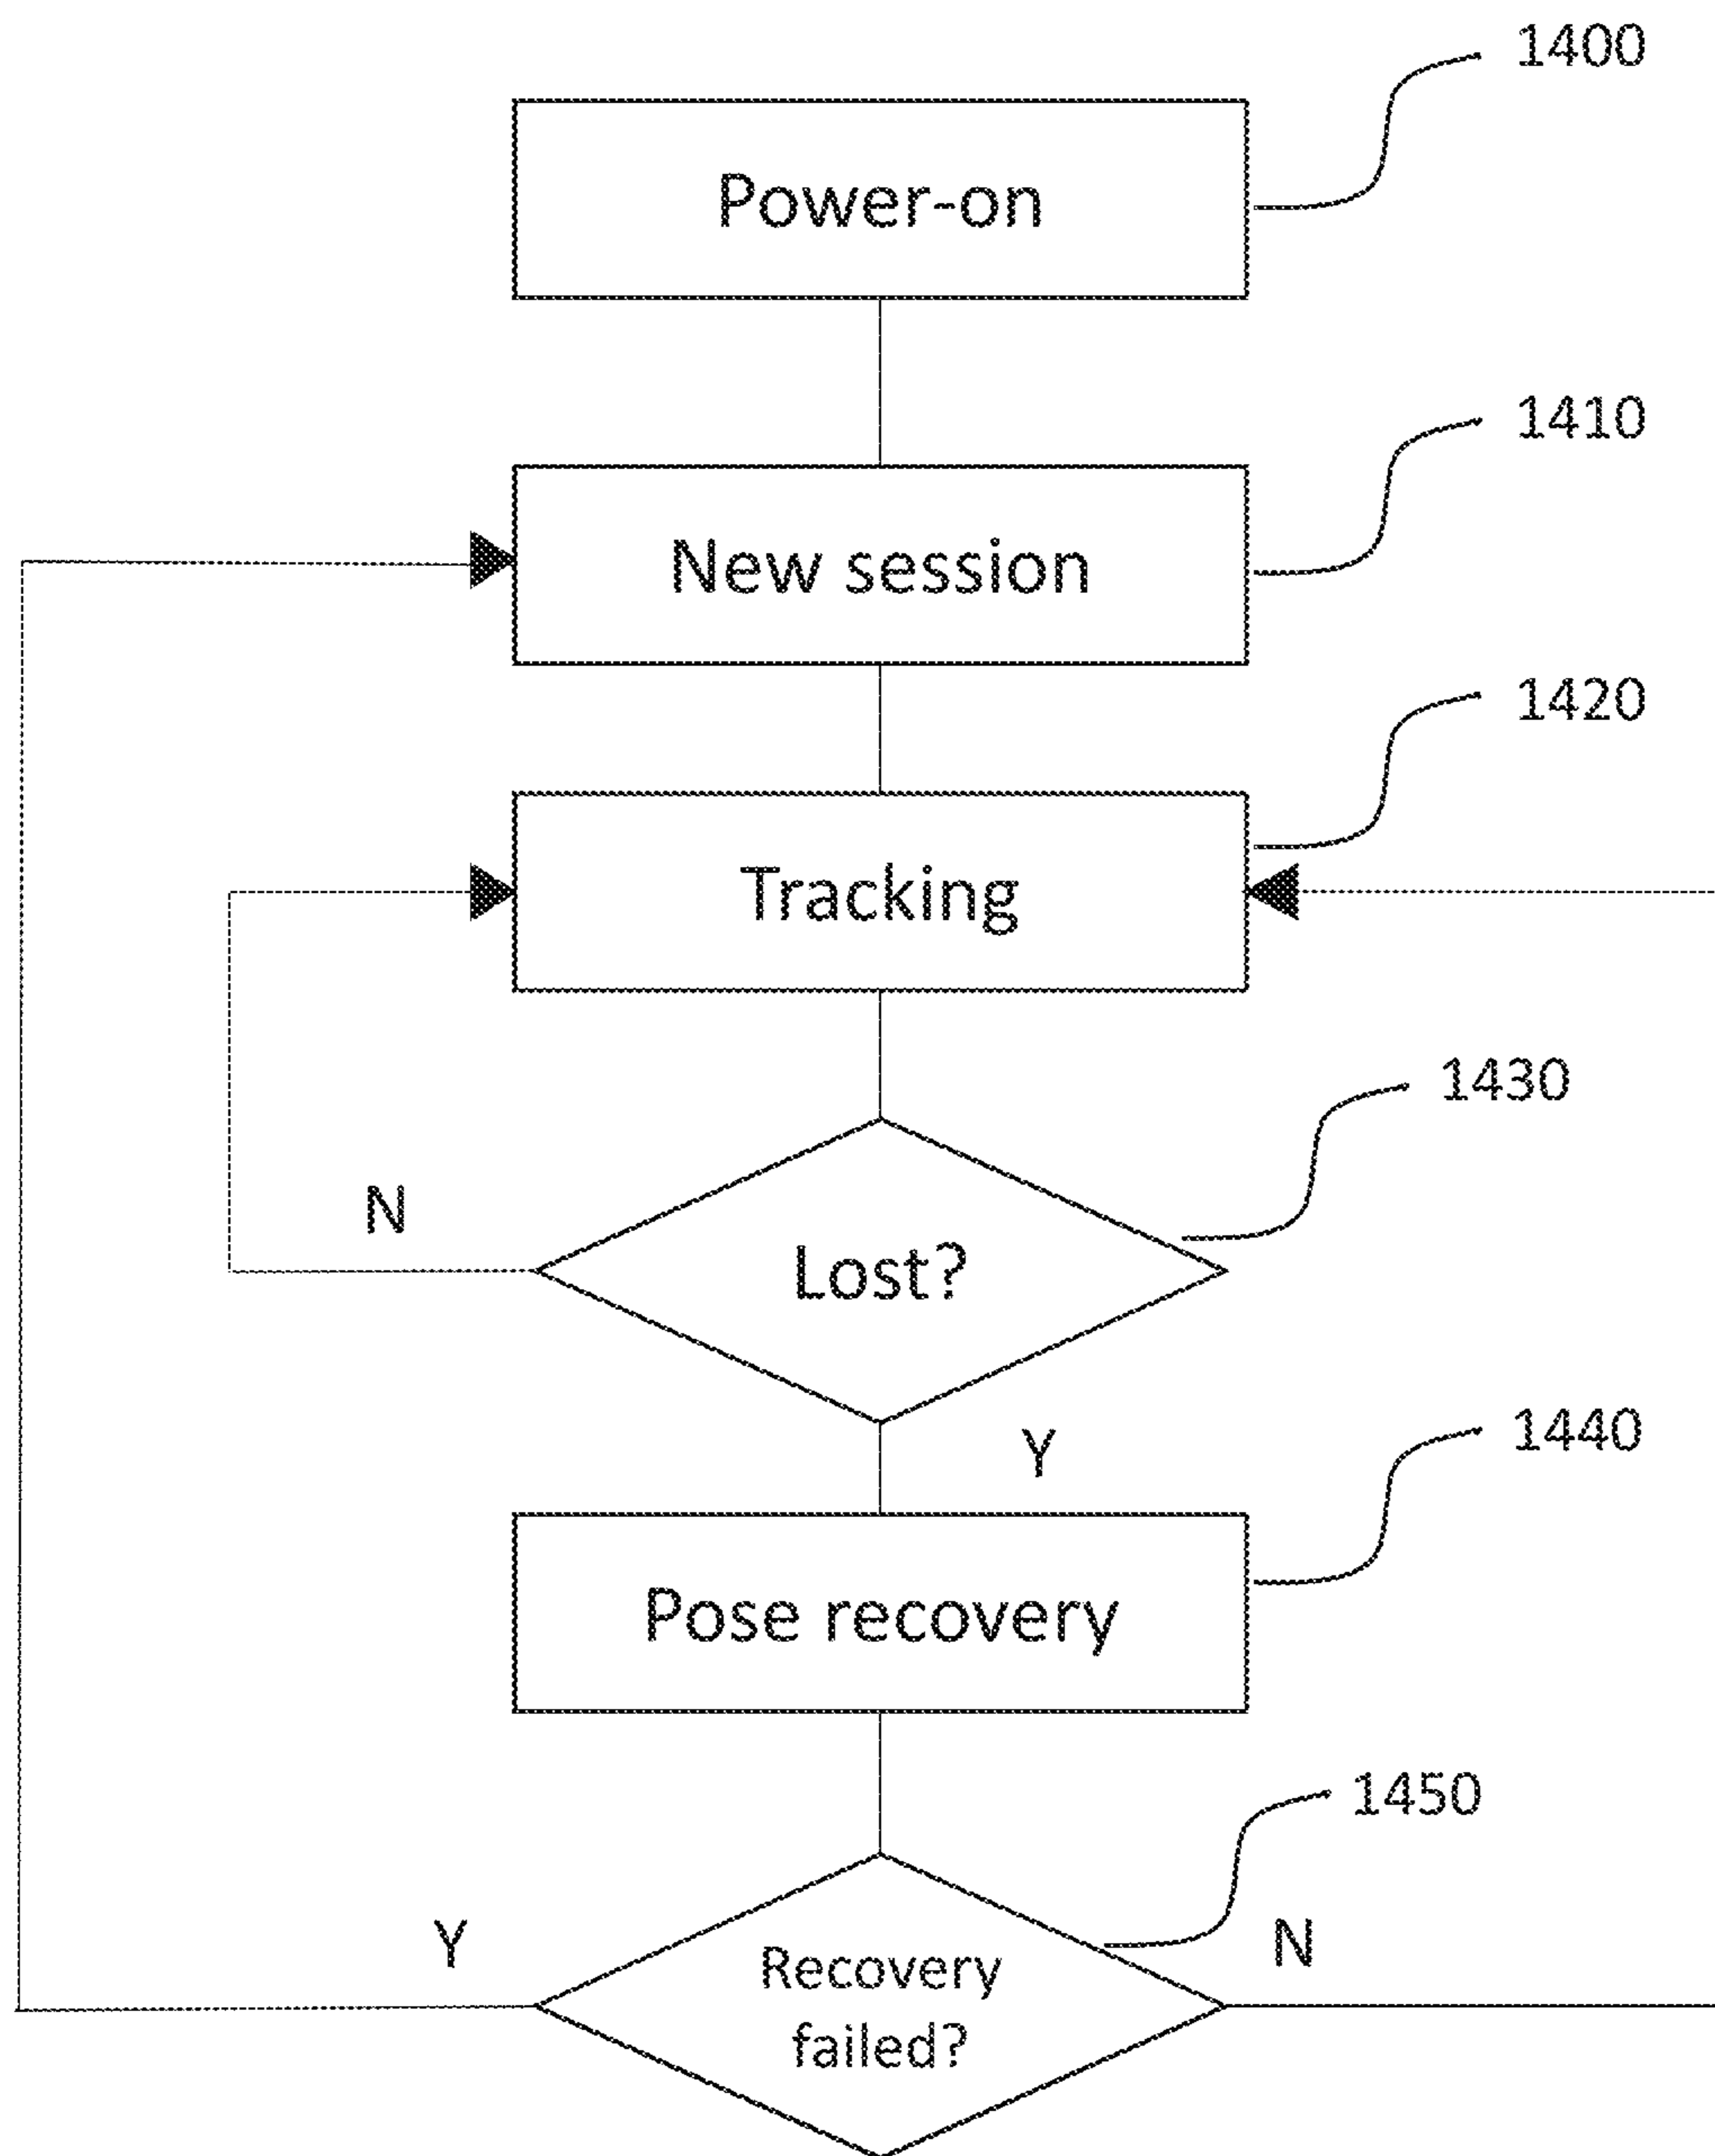 1400
Power-on
1410
New session
1420
Tracking
1430
N
Lost?
Y
1440
Pose recovery
1450
Y
N
Recovery
failed?